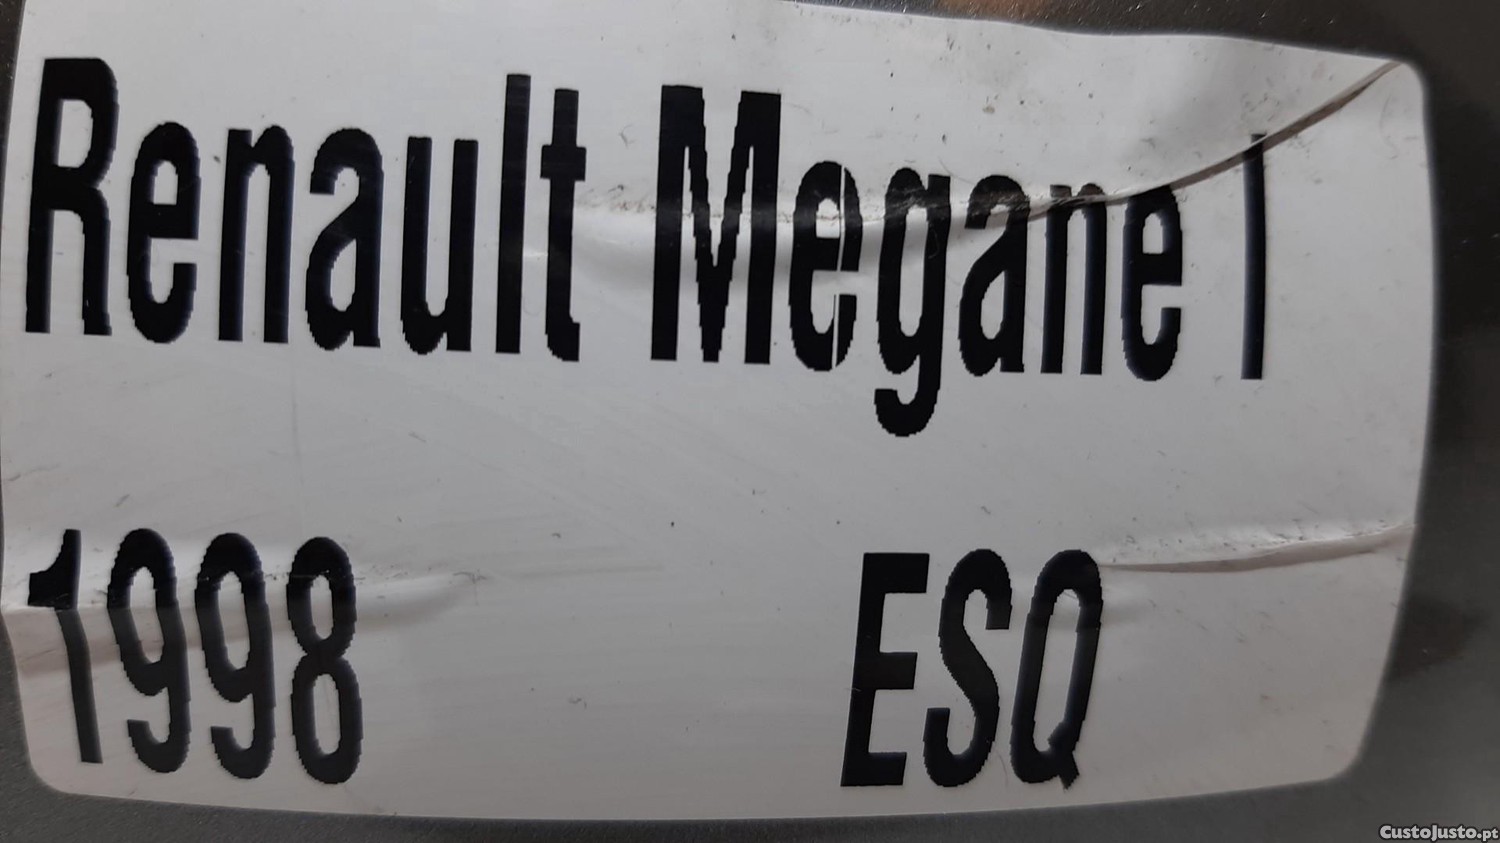 Renault Megane I
1998 ESQ
CustoJusto.pt